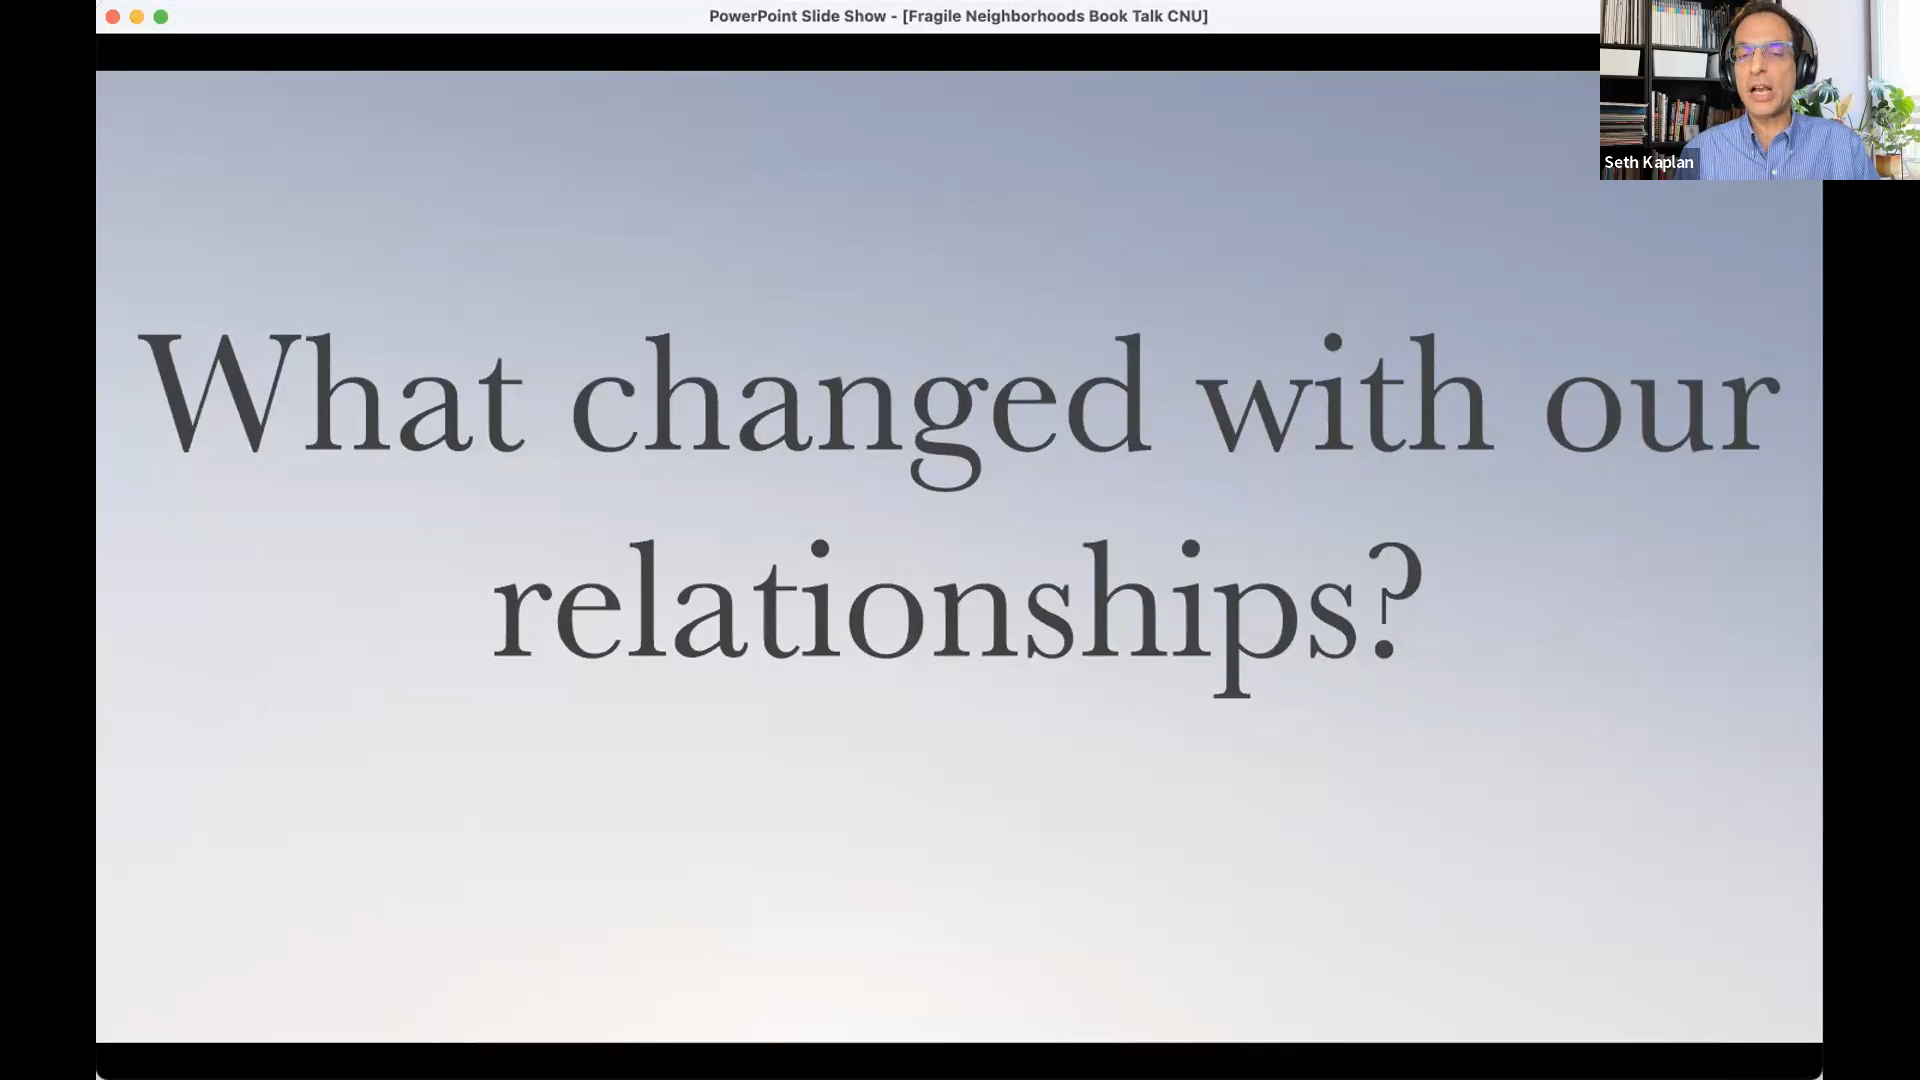 PowerPoint Slide Show - [Fragile Neighborhoods Book Talk CNU]
Seth Kaplan
What changed with our
relationships?